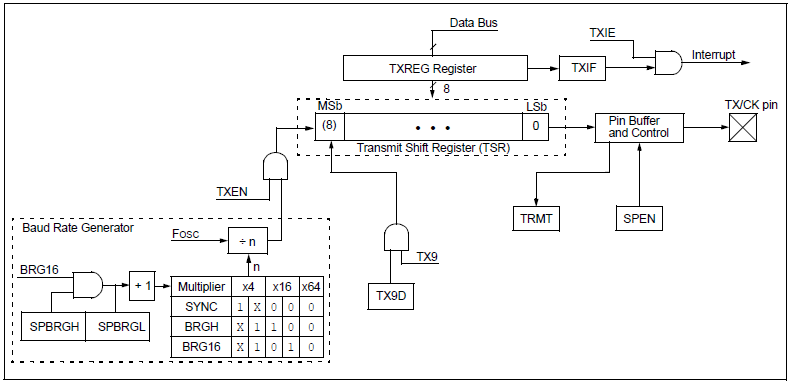 Data Bus
TXIE
Interrupt
TXREG Register
TXIF
8
MSb
LSb
TX/CK pin
(8)
• • •
0
Pin Buffer
and Control
Transmit Shift Register (TSR)
TXEN
TRMT
SPEN
Baud Rate Generator
FOSC
÷ n
TX9
n
BRG16
+ 1
Multiplier x4 x16 x64
TX9D
SYNC 1 X 0 0 0
SPBRGH SPBRGL
BRGH X 1 1 0 0
BRG16 X 1 0 1 0